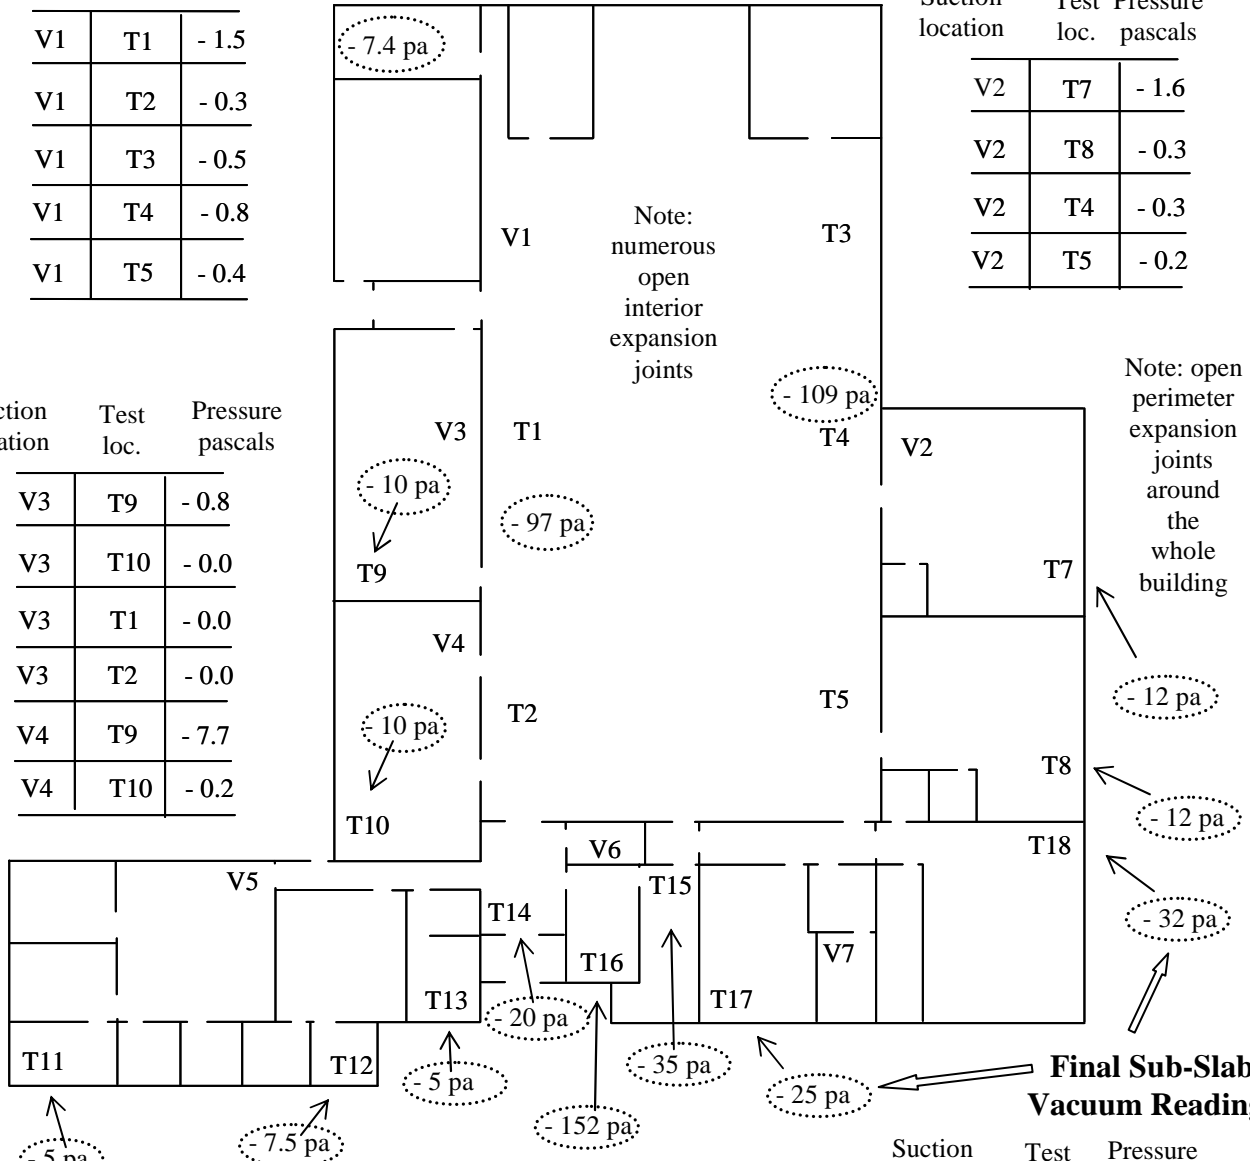 V1 T1 - 1.5
V1 T2 - 0.3
V1 T3 - 0.5
V1 T4 - 0.8
V1 T5 - 0.4
- 7.4 pa
Suction Test Pressure
location loc. pascals
V2 T7 - 1.6
V2 T8 - 0.3
V2 T4 - 0.3
V2 T5 - 0.2
V1
Note:
numerous
open
interior
expansion
joints
T3
- 109 pa
T4
V2
Note: open
perimeter
expansion
joints
around
the
whole
building
ction Test Pressure
ation loc. pascals
V3 T9 - 0.8
V3 T10 - 0.0
V3 T1 - 0.0
V3 T2 - 0.0
V4 T9 - 7.7
V4 T10 - 0.2
V3
T1
- 10 pa
- 97 pa
T9
T7
V4
- 12 pa
T2
T5
- 10 pa
T8
T10
- 12 pa
V6
T18
V5
T15
T14
- 32 pa
T16
V7
T13
T17
- 20 pa
T11
T12
- 5 pa
- 35 pa
- 25 pa
Final Sub-Slab
Vacuum Reading
- 152 pa
- 7.5 pa
- 5 pa
Suction Test Pressure